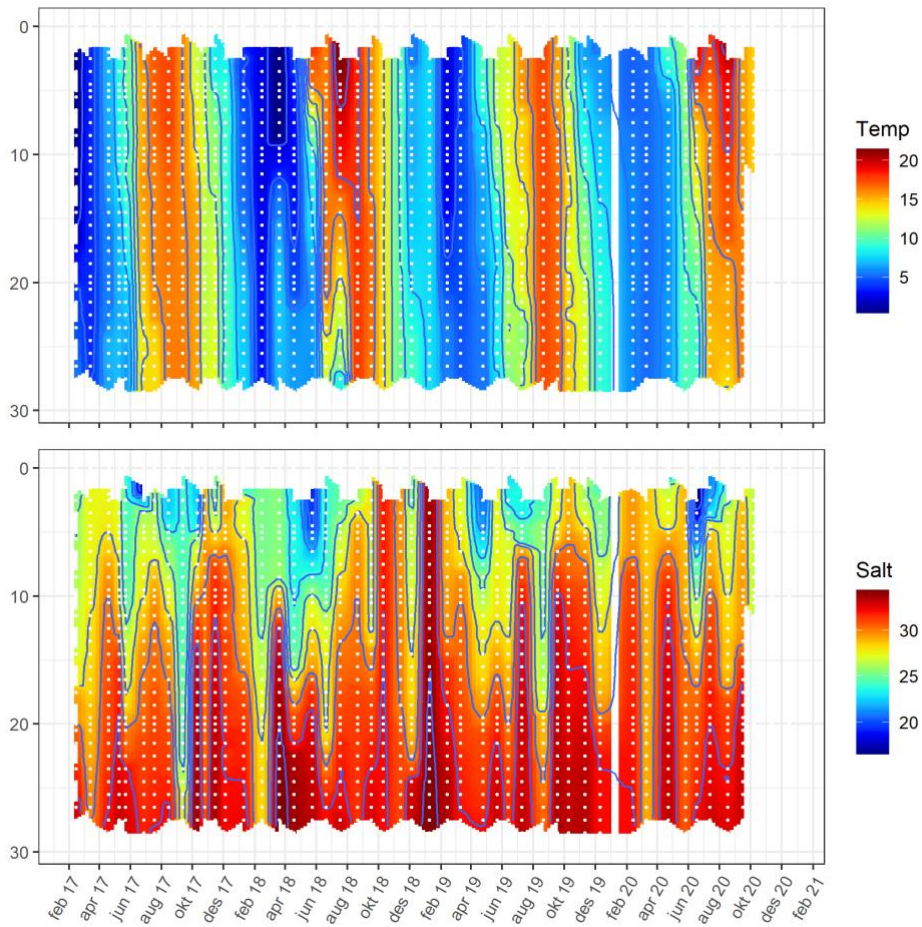 0
10
20
30
Temp
20
15
10
5
0
10
20
30
Salt
30
25
20
feb 17
apr 17
jun 17
aug 17
okt 17
des 17
feb 18
apr 18
jun 18
aug 18
okt 18
des 18
feb 19
apr 19
jun 19
aug 19
okt 19
des 19
feb 20
apr 20
jun 20
aug 20
okt 20
des 20
feb 21